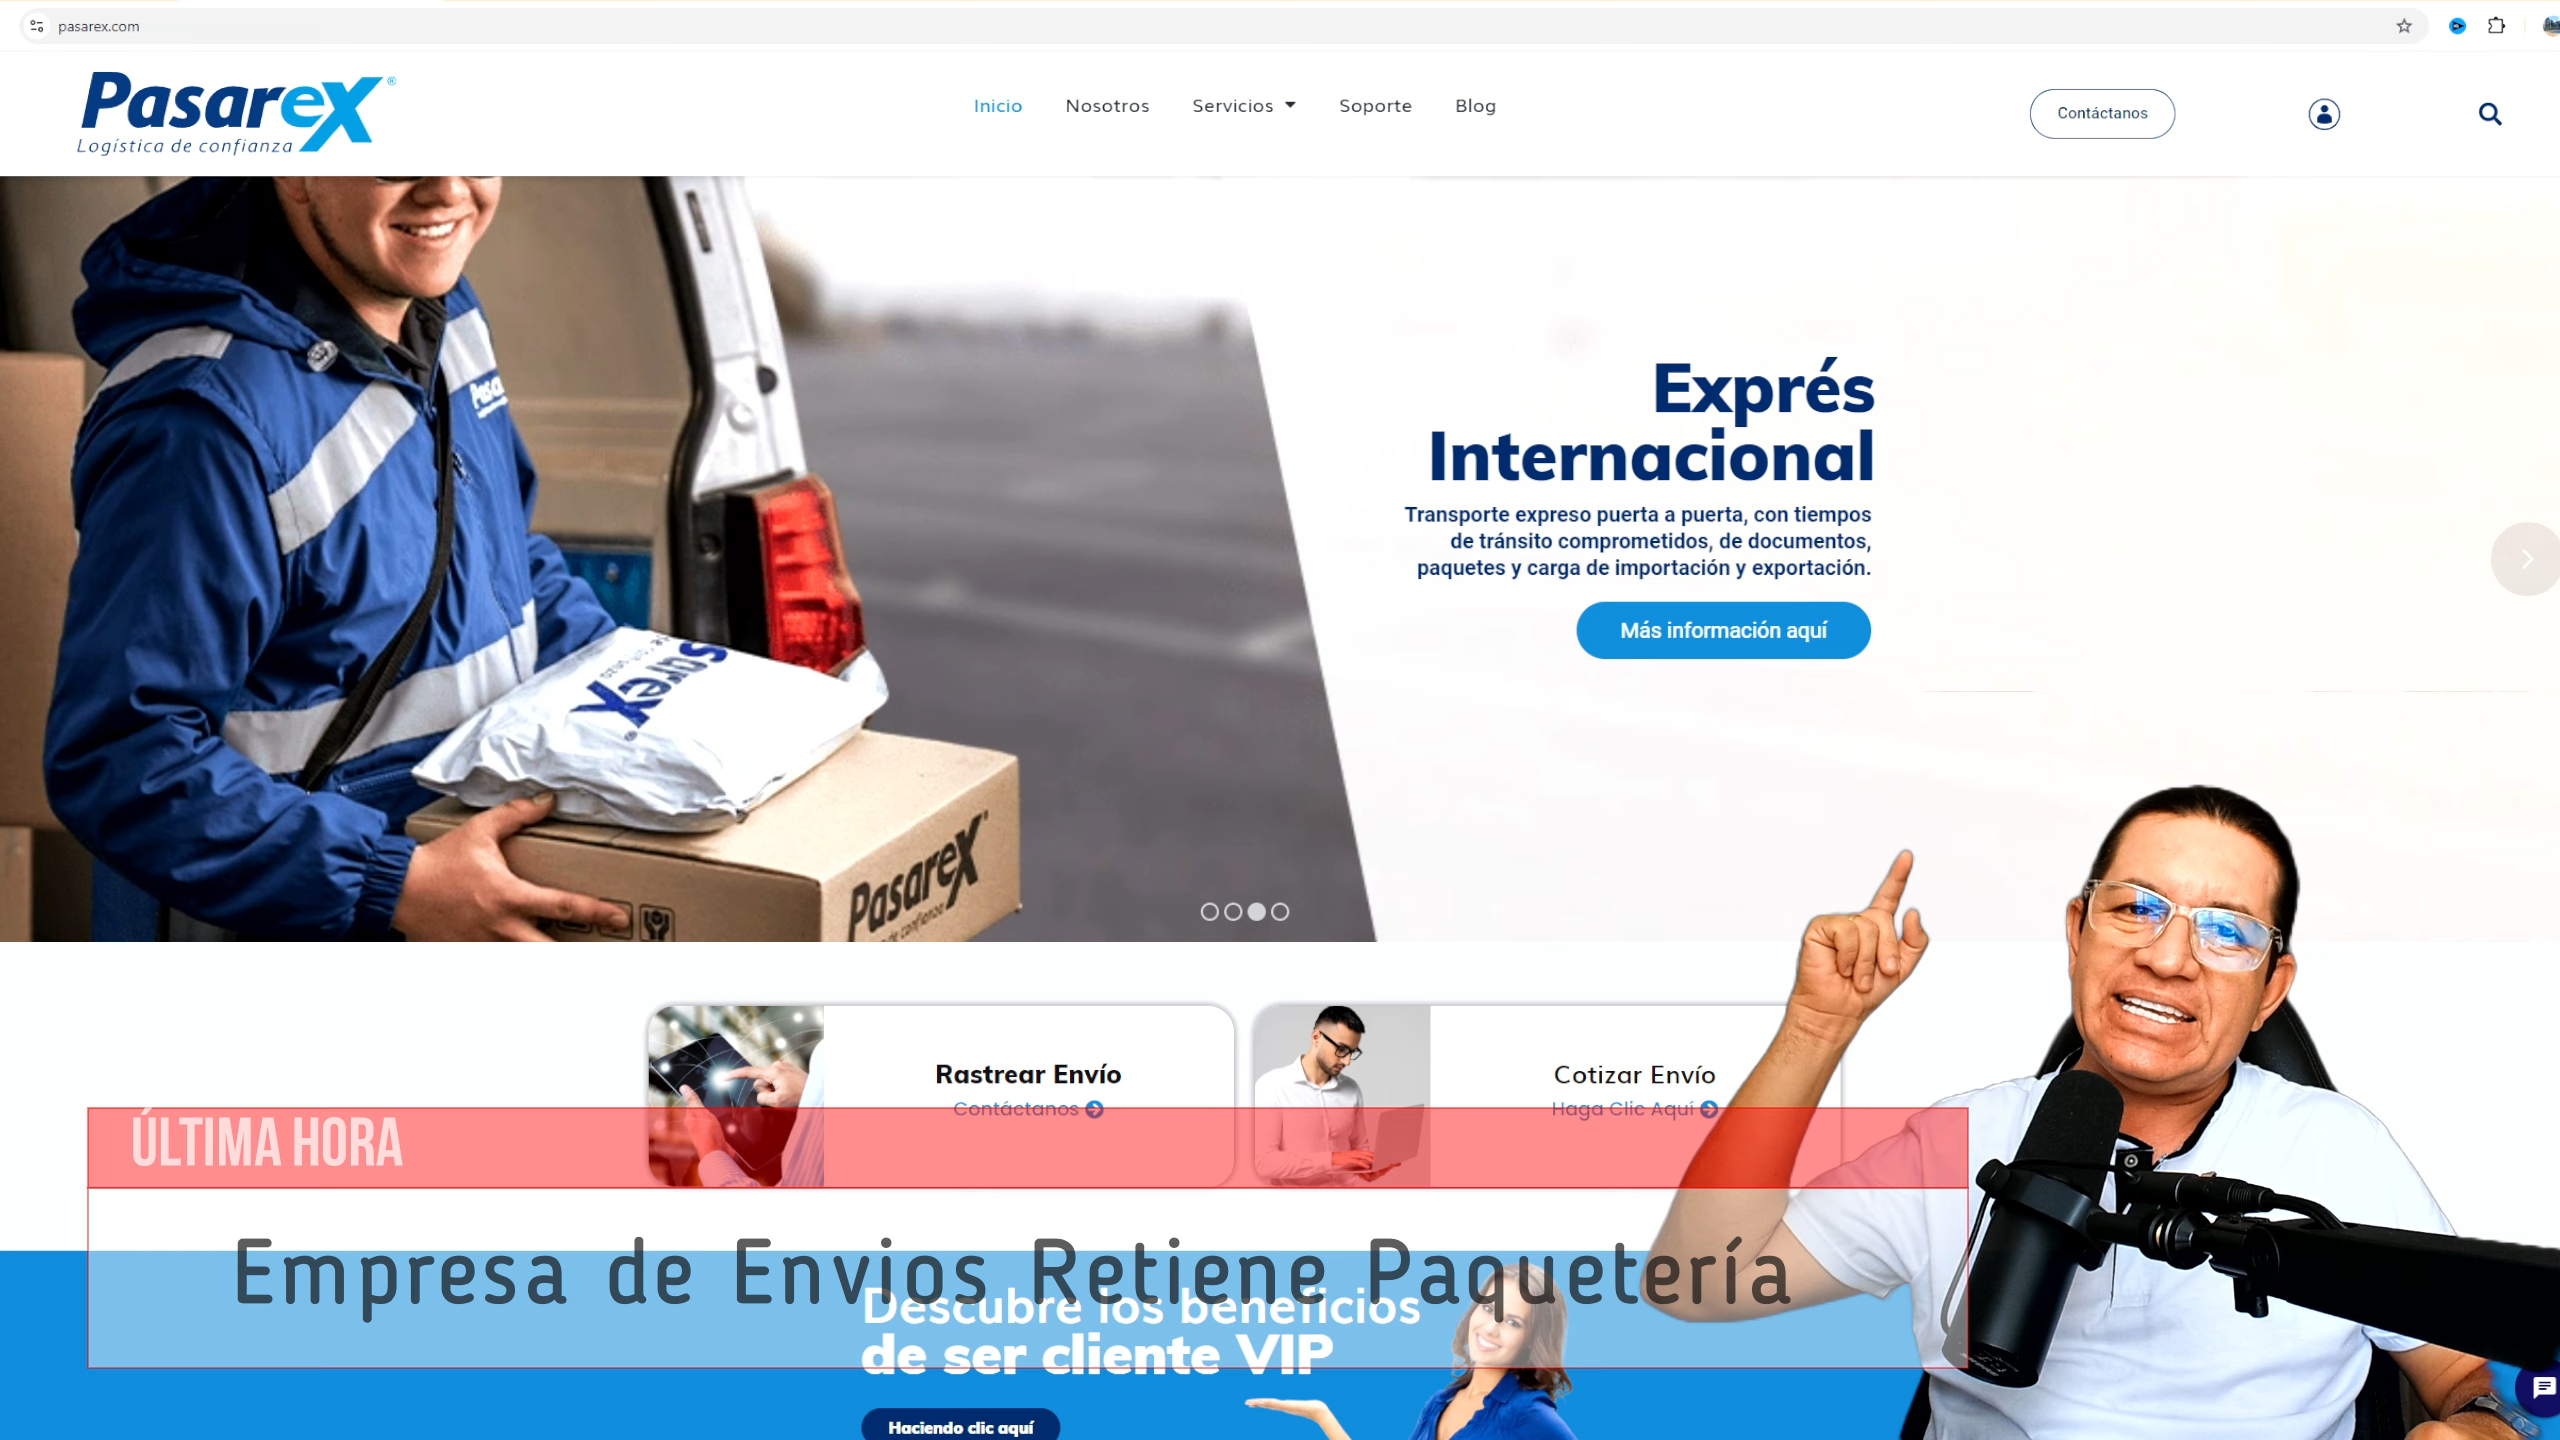 pasarex.com
Pasarex®
Logística de confianza
Inicio
Nosotros
Servicios
Soporte
Blog
Contáctanos
Exprés
Internacional
Transporte expreso puerta a puerta, con tiempos
de tránsito comprometidos, de documentos,
paquetes y carga de importación y exportación.
Más información aquí
Pasarex
Rastrear Envío
Contáctanos
Cotizar Envío
Haga Clic Aquí
ÚLTIMA HORA
Empresa de Envios Retiene Paquetería
Descubre los beneficios
de ser cliente VIP
Haciendo clic aquí